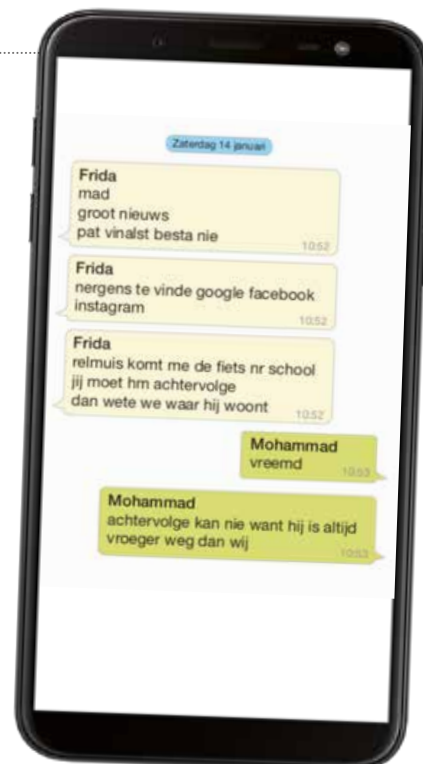 Zaterdag 14 januari
Frida
mad
groot nieuws
pat vinalst besta nie
10:52
Frida
nergens te vinde google facebook
instagram
10:52
Frida
relmuis komt me de fiets nr school
jij moet hm achtervolge
dan wete we waar hij woont
10:52
Mohammad
vreemd
10:53
Mohammad
achtervolge kan nie want hij is altijd
vroeger weg dan wij
10:53